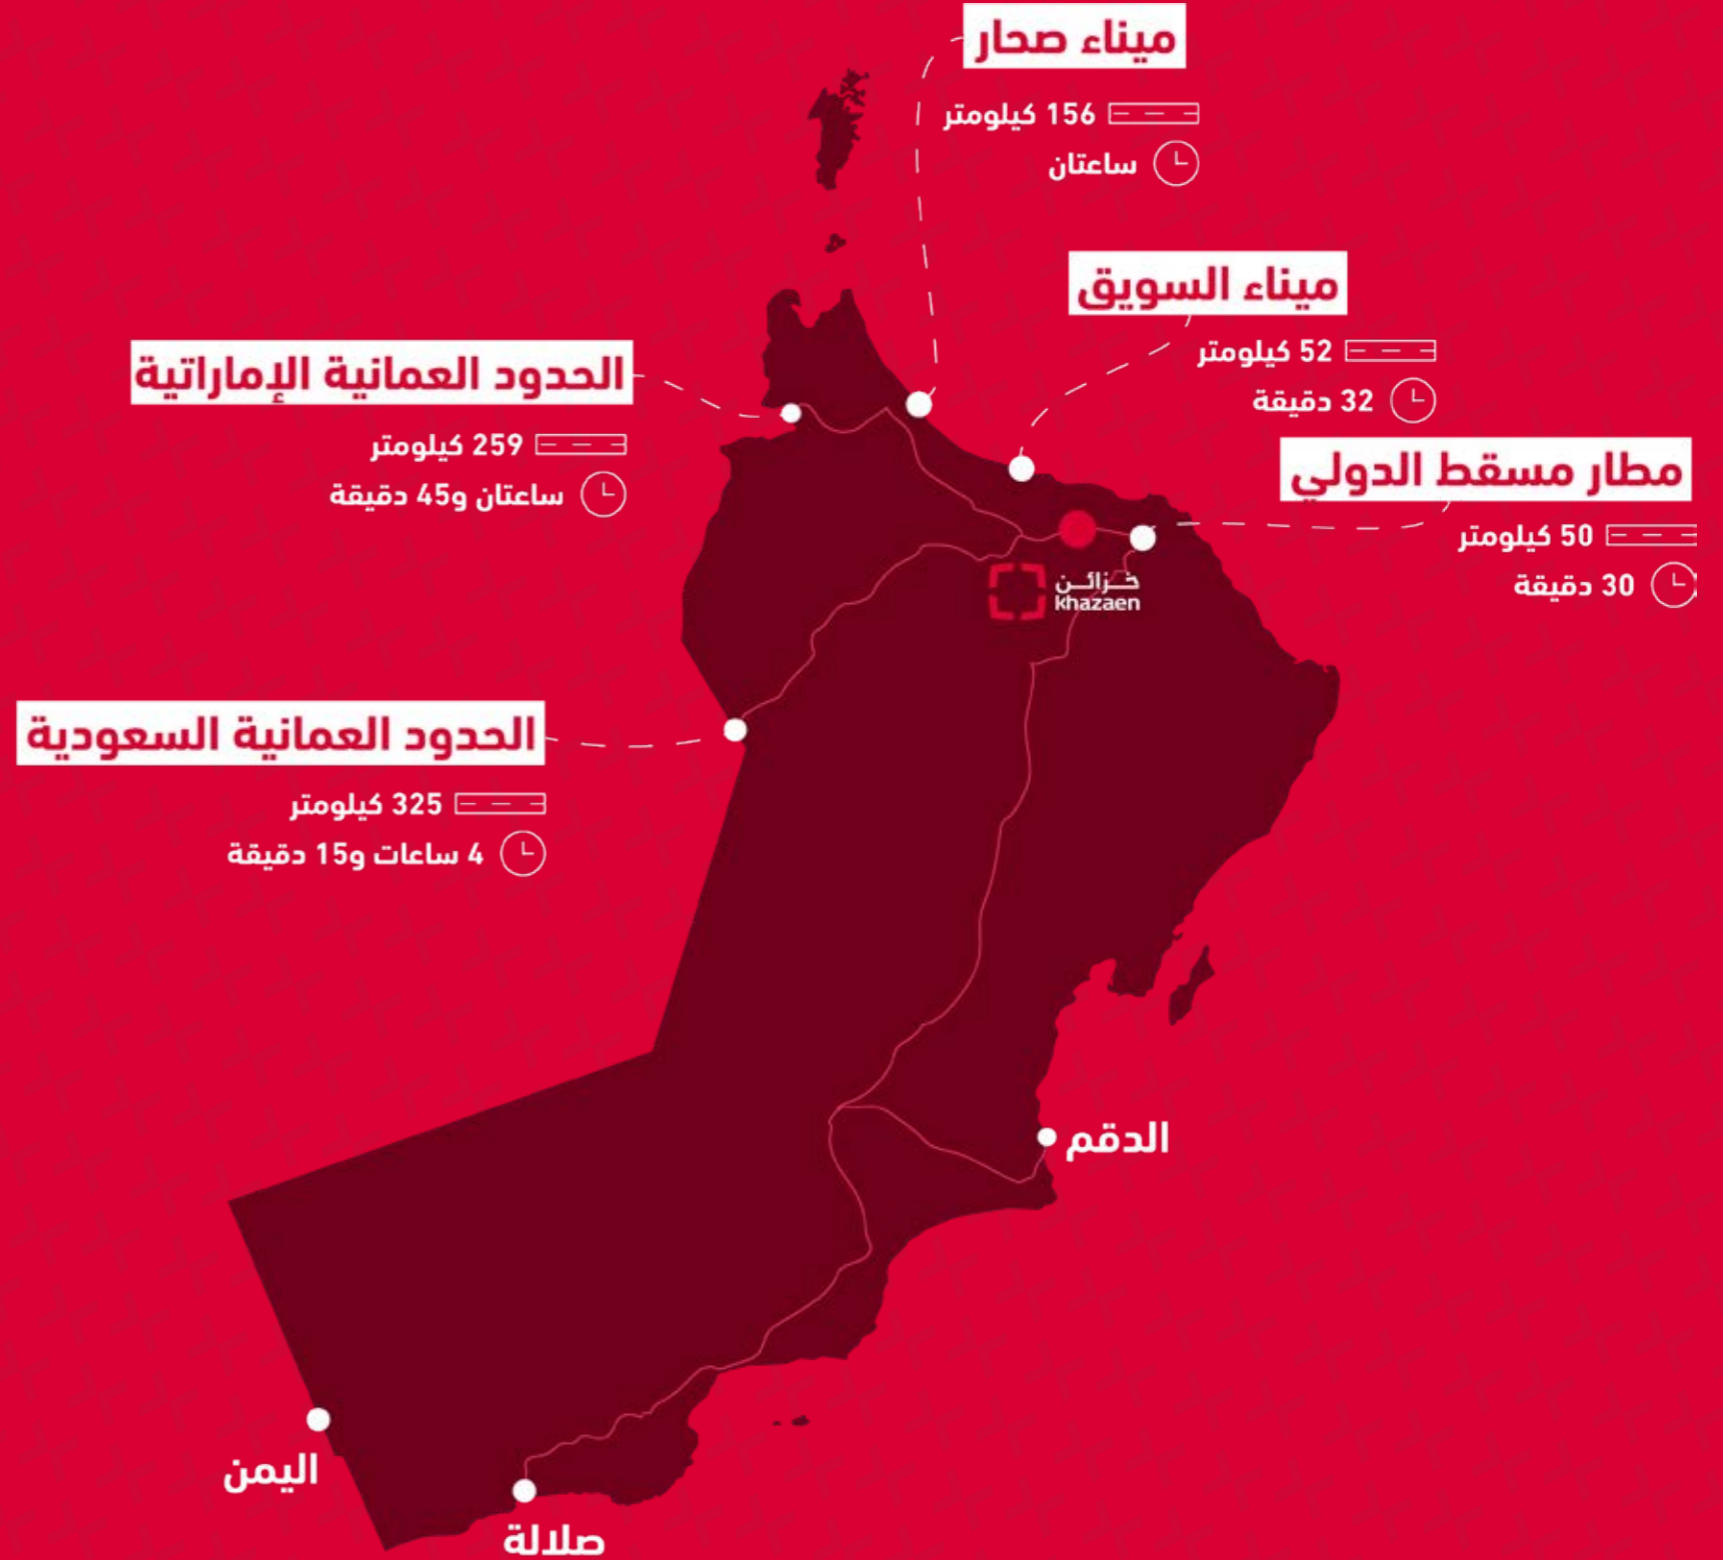 ميناء صحار
156 كيلومتر
ساعتان
ميناء السويق
52 كيلومتر
32 دقيقة
الحدود العمانية الإماراتية
259 كيلومتر
ساعتان و45 دقيقة
مطار مسقط الدولي
50 كيلومتر
30 دقيقة
خزائن
khazaen
الحدود العمانية السعودية
325 كيلومتر
4 ساعات و15 دقيقة
الدقم
اليمن
صلالة